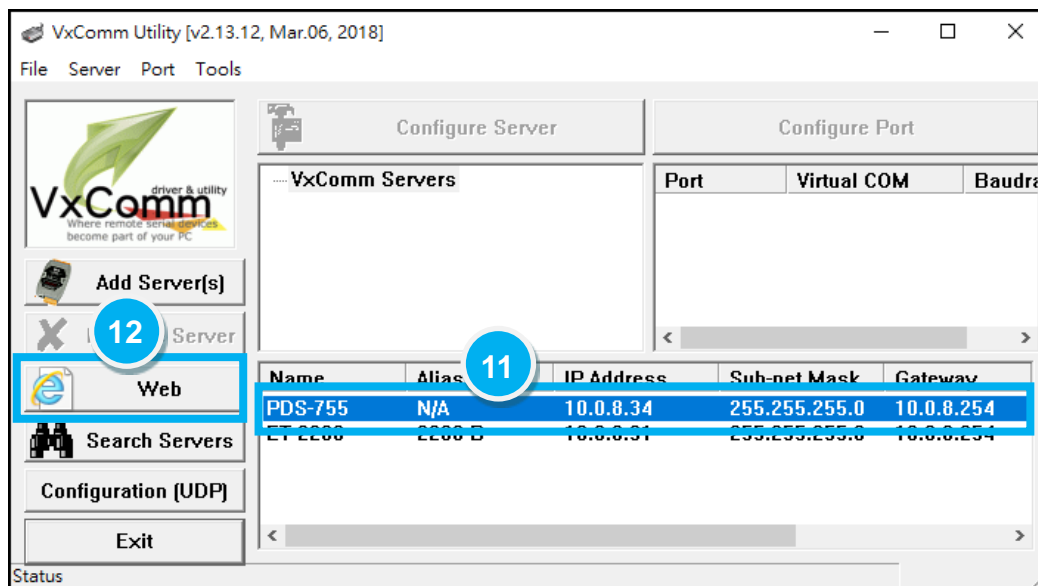 VxComm Utility [v2.13.12, Mar.06, 2018]
File Server Port Tools
Configure Server
Configure Port
VxComm
driver & utility
Where remote serial devices
become part of your PC
VxComm Servers
Port Virtual COM Baudra
Add Server(s)
12
Server
Web
Search Servers
Configuration (UDP)
Exit
11
Name Alias IP Address Sub-net Mask Gateway
PDS-755 N/A 10.0.8.34 255.255.255.0 10.0.8.254
Status